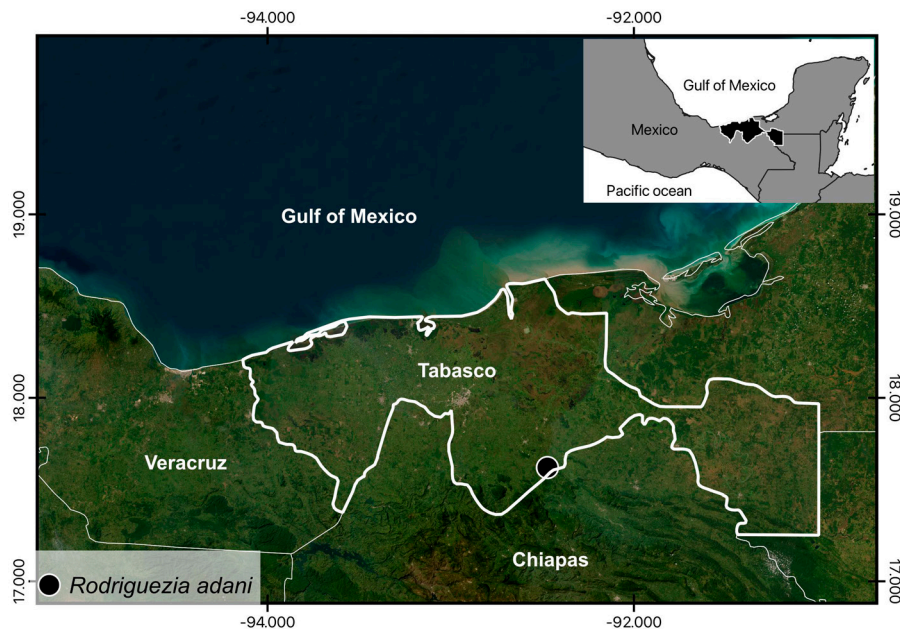 -94.000
-92.000
Gulf of Mexico
Mexico
Pacific ocean
19.000
19.000
Gulf of Mexico
Tabasco
18.000
18.000
Veracruz
Chiapas
17.000
17.000
Rodriguezia adani
-94.000
-92.000